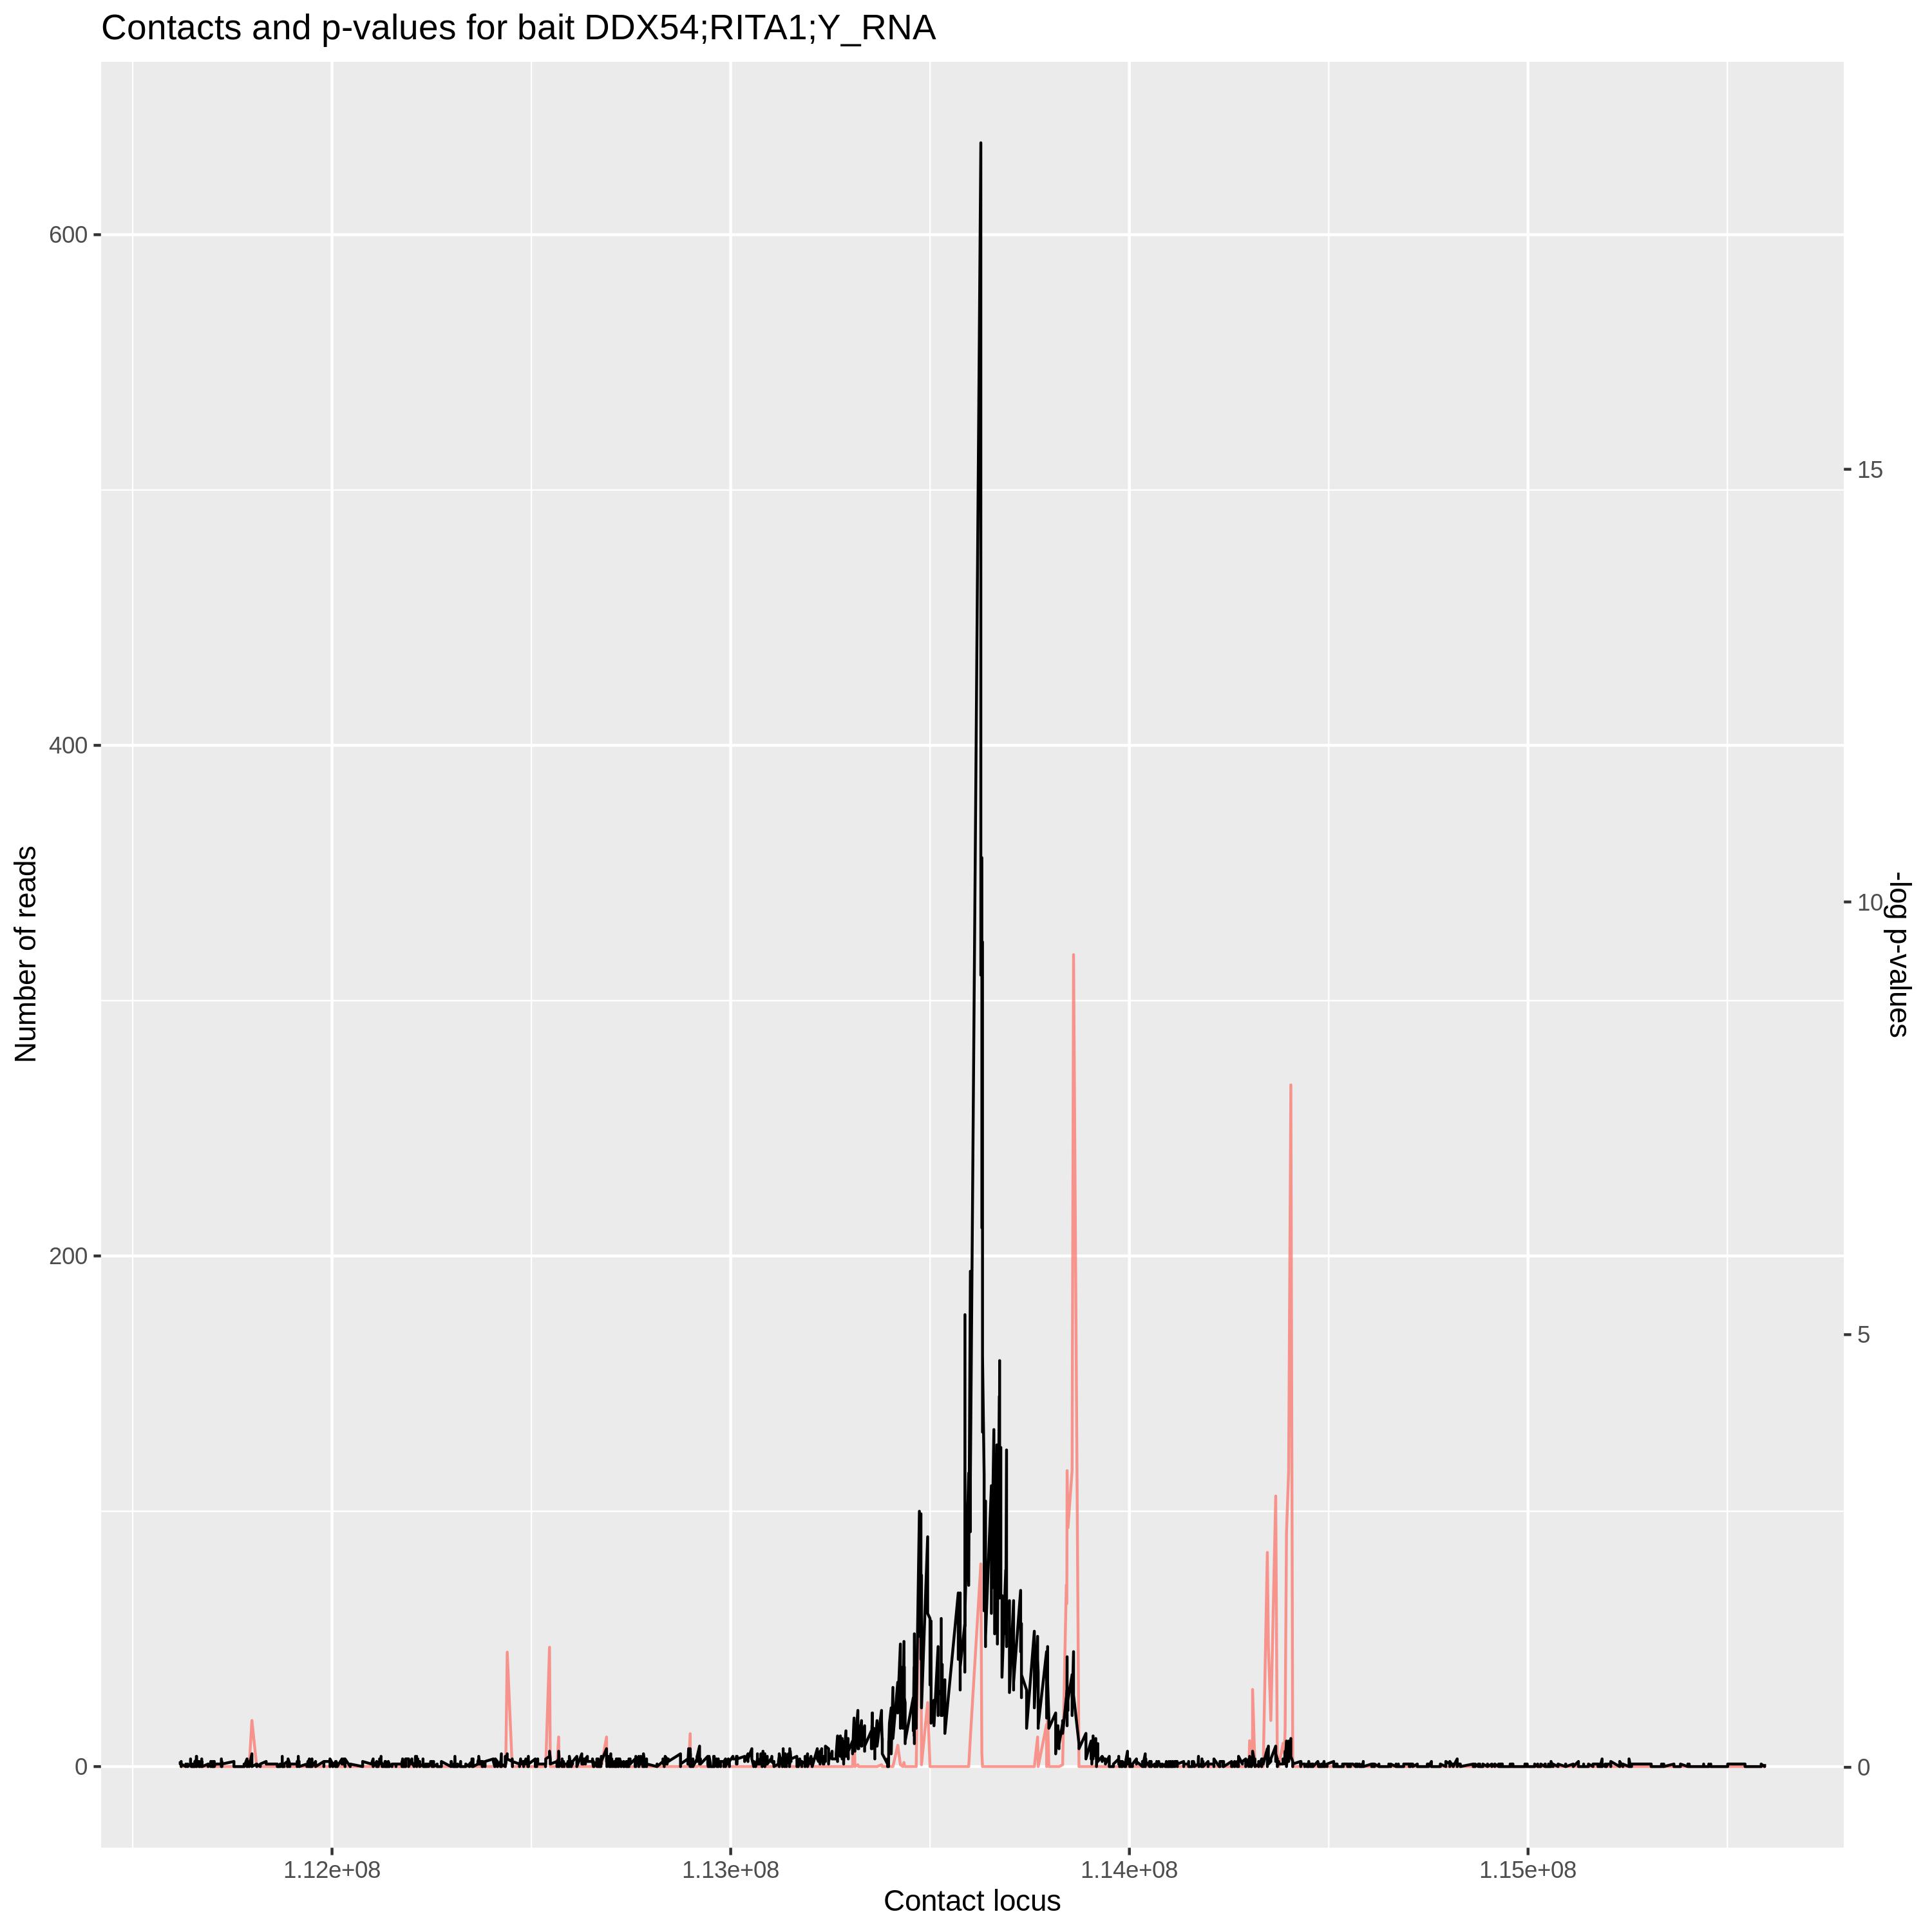 Contacts and p-values for bait DDX54;RITA1;Y_RNA
600
400
200
0
Number of reads
15
10
5
0
-log p-values
1.12e+08
1.13e+08
1.14e+08
1.15e+08
Contact locus